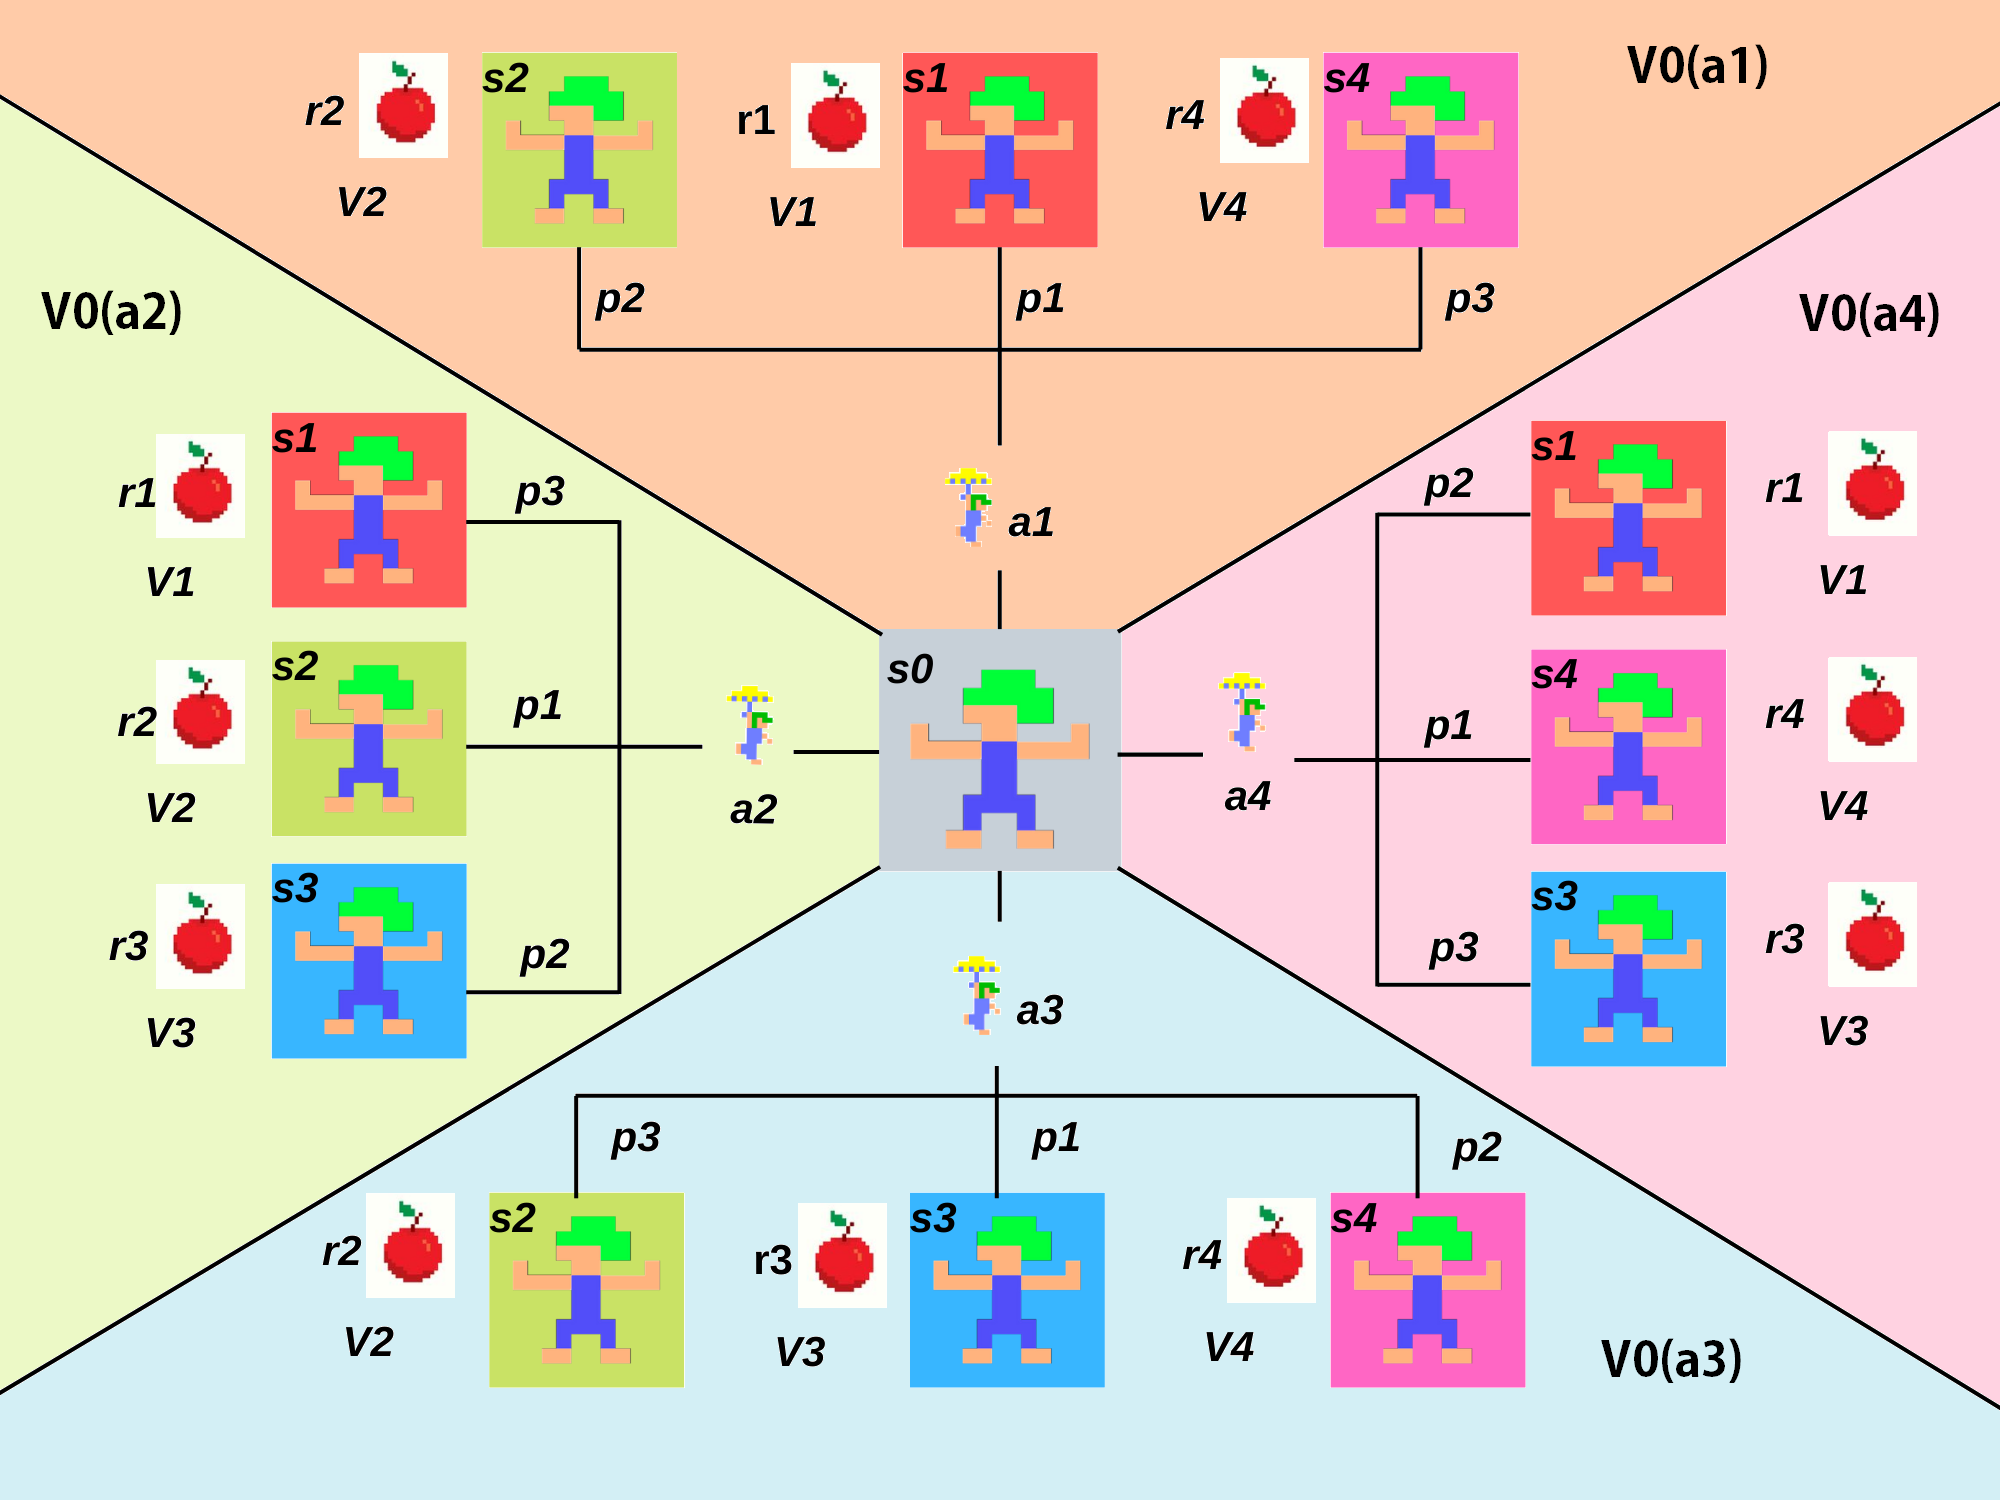 V0(a1)
r2
s2
r1
s1
r4
s4
V2
V1
V4
p2
p1
p3
a1
V0(a2)
r1
s1
p3
V1
r2
s2
p1
V2
r3
s3
p2
V3
a2
s0
V0(a4)
a4
p2
s1
r1
V1
p1
s4
r4
V4
p3
s3
r3
V3
a3
p3
p1
p2
r2
s2
r3
s3
r4
s4
V2
V3
V4
V0(a3)